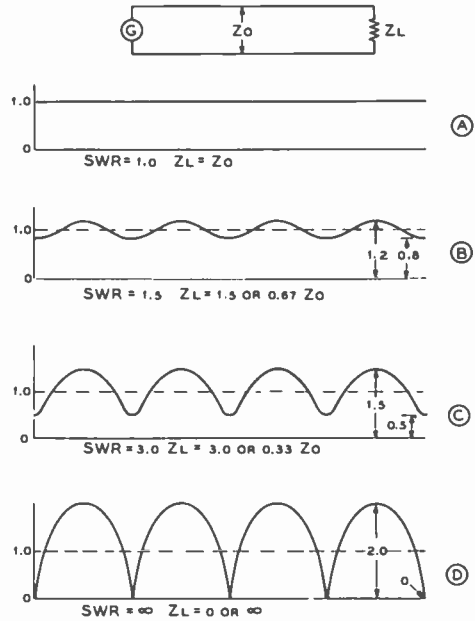 G ZO ZL
1.0
A
0
SWR = 1.0 ZL = ZO
1.0
B
1.2 0.8
0
SWR = 1.5 ZL = 1.5 OR 0.67 ZO
1.0
1.5
C
0.5
0
SWR = 3.0 ZL = 3.0 OR 0.33 ZO
1.0
2.0
D
0
0
SWR = ∞ ZL = 0 OR ∞